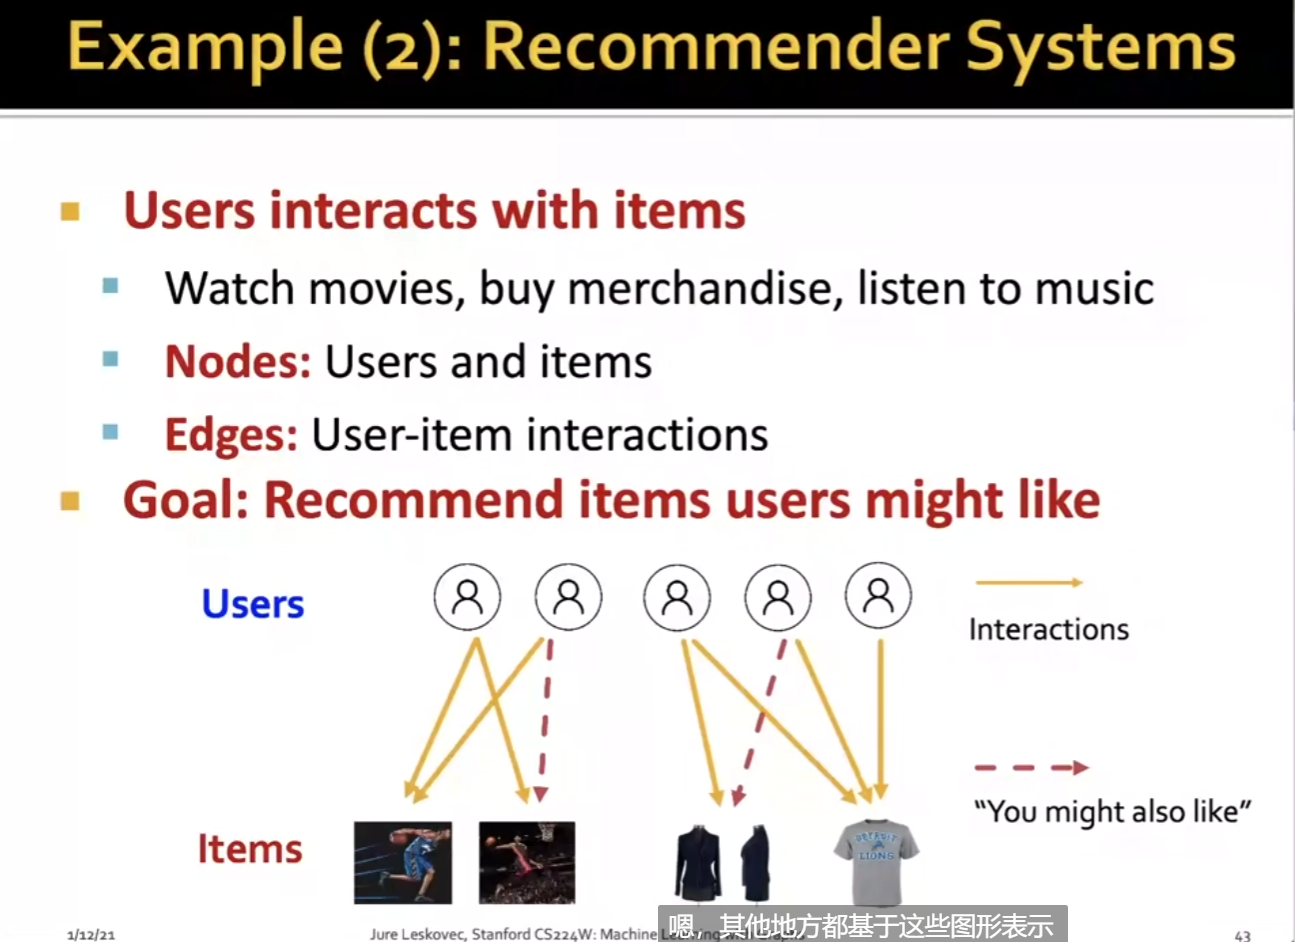 Example (2): Recommender Systems
Users interacts with items
Watch movies, buy merchandise, listen to music
Nodes: Users and items
Edges: User-item interactions
Goal: Recommend items users might like
Users
Interactions
"You might also like"
Items
DETROIT
LIONS
嗯，其他地方都基于这些图形表示
1/12/21
Jure Leskovec, Stanford CS224W: Machine Learning with Graphs
43